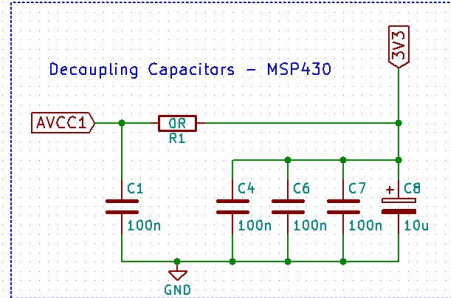 3V3
Decoupling Capacitors - MSP430
AVCC1
0R
R1
C1
100n
C4
100n
C6
100n
C7
100n
+
C8
10u
GND